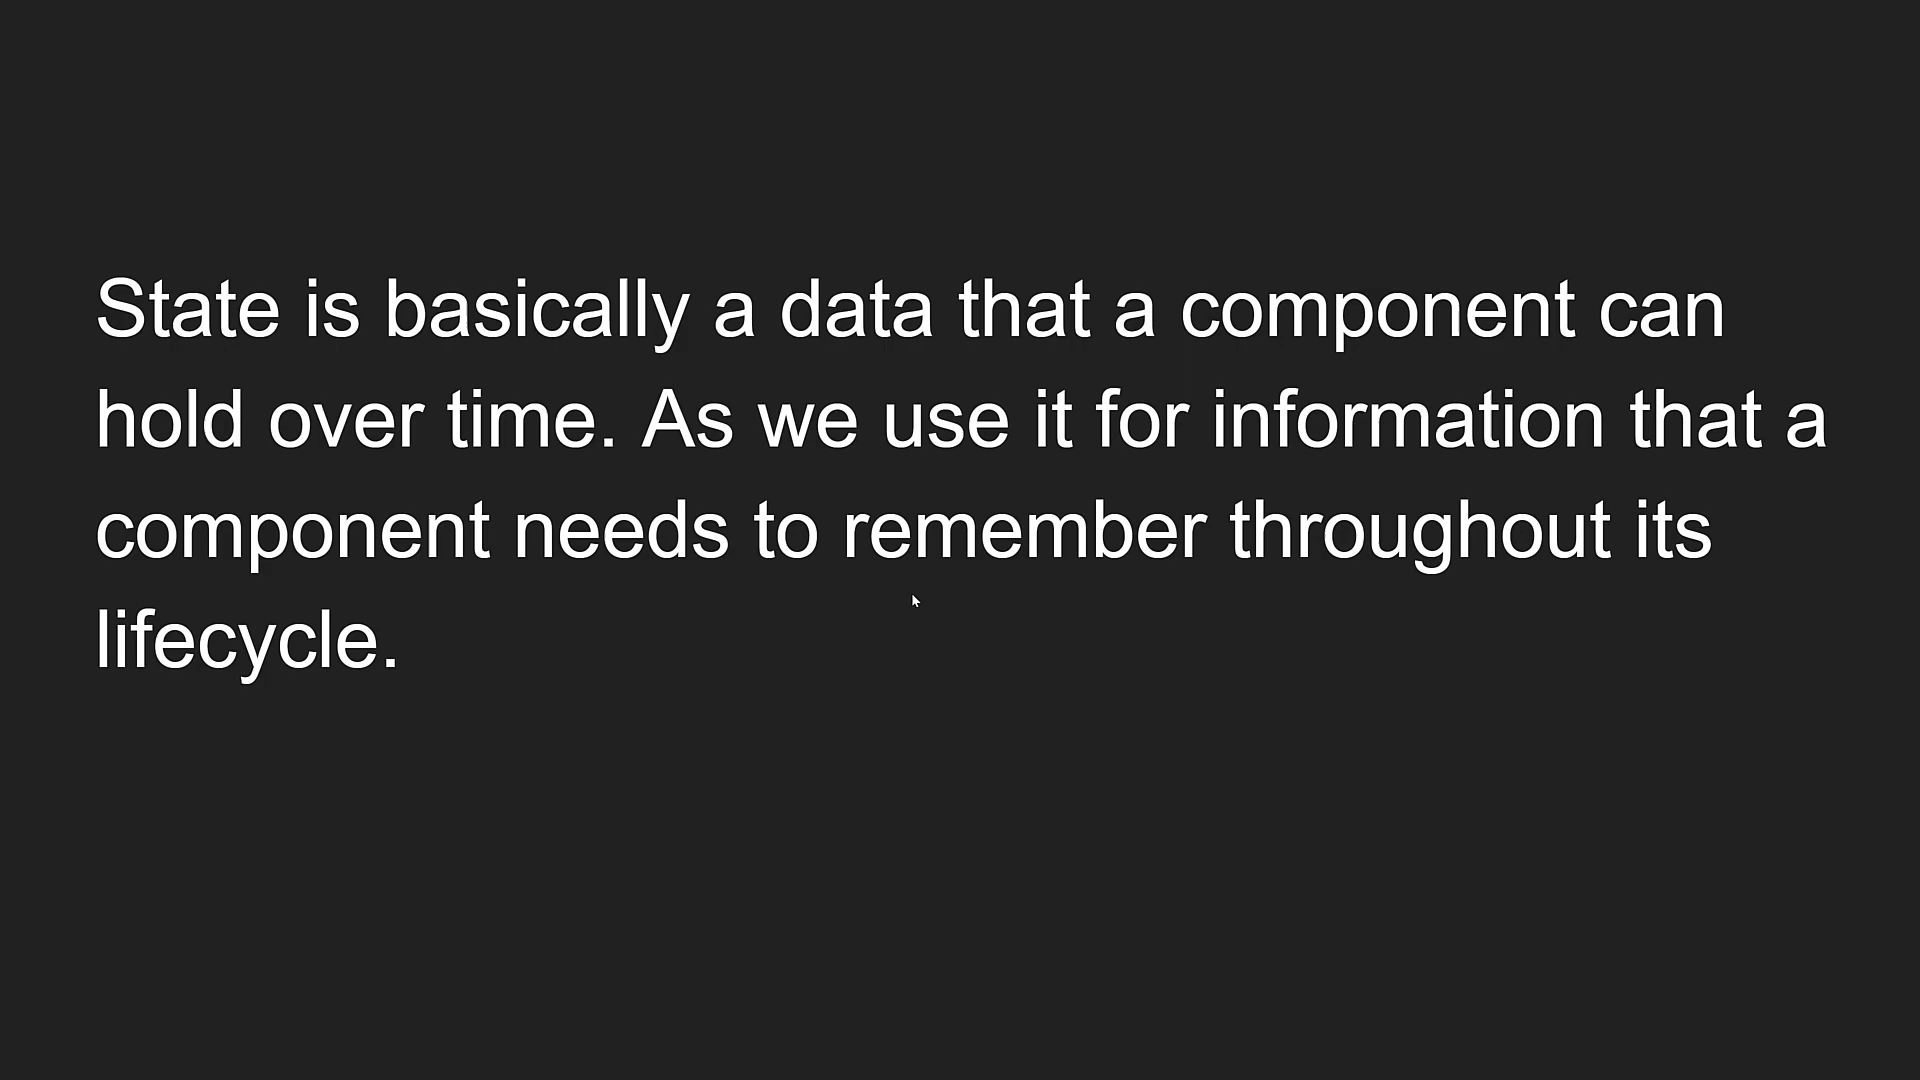 State is basically a data that a component can
hold over time. As we use it for information that a
component needs to remember throughout its
lifecycle.